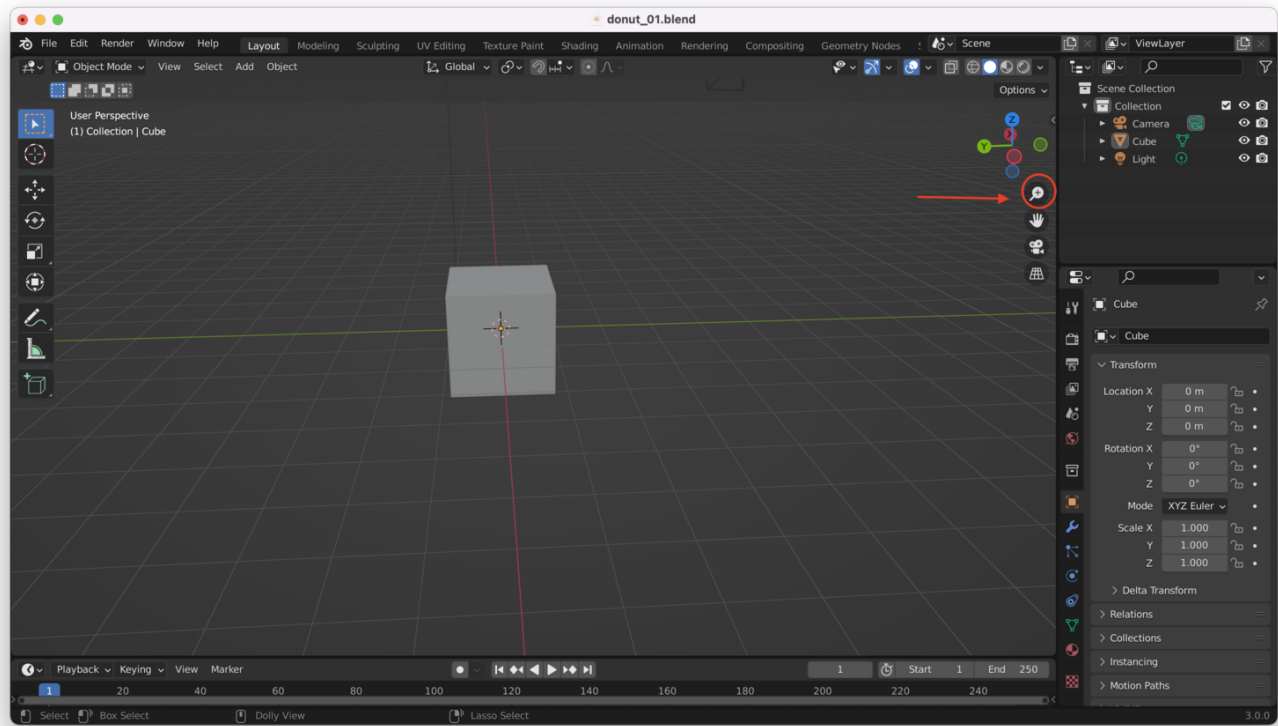 donut_01.blend
File Edit Render Window Help Layout Modeling Sculpting UV Editing Texture Paint Shading Animation Rendering Compositing Geometry Nodes Scene ViewLayer
Object Mode View Select Add Object Global
Options
User Perspective
(1) Collection | Cube
Z
Y
Scene Collection
Collection
Camera
Cube
Light
Cube
Cube
Transform
Location X 0 m
Y 0 m
Z 0 m
Rotation X 0°
Y 0°
Z 0°
Mode XYZ Euler
Scale X 1.000
Y 1.000
Z 1.000
Delta Transform
Relations
Collections
Instancing
Motion Paths
Playback Keying View Marker 1 Start 1 End 250
1 20 40 60 80 100 120 140 160 180 200 220 240
Select Box Select Dolly View Lasso Select 3.0.0